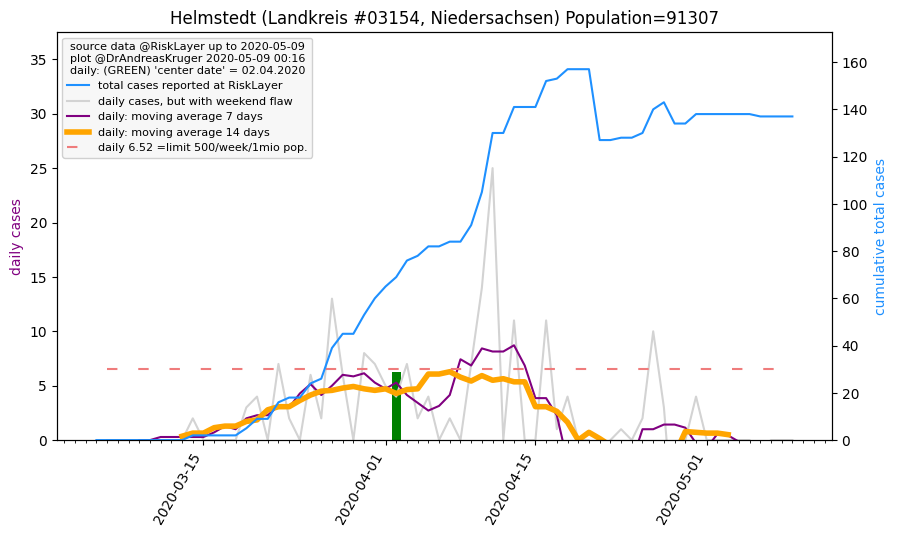 Helmstedt (Landkreis #03154, Niedersachsen) Population=91307
source data @RiskLayer up to 2020-05-09
plot @DrAndreasKruger 2020-05-09 00:16
daily: (GREEN) 'center date' = 02.04.2020
total cases reported at RiskLayer
daily cases, but with weekend flaw
daily: moving average 7 days
daily: moving average 14 days
daily 6.52 =limit 500/week/1mio pop.
daily cases
35
30
25
20
15
10
5
0
160
140
120
100
80
60
40
20
0
cumulative total cases
2020-03-15
2020-04-01
2020-04-15
2020-05-01